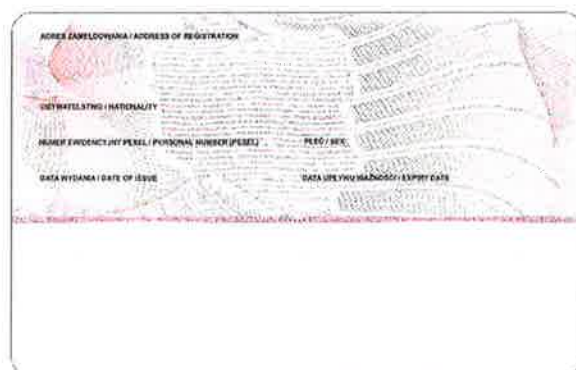 ADRES ZAMELDOWANIA / ADDRESS OF REGISTRATION
OBYWATELSTWO / NATIONALITY
NUMER EWIDENCYJNY PESEL / PERSONAL NUMBER (PESEL) PŁEĆ / SEX
DATA WYDANIA / DATE OF ISSUE DATA UPŁYWU WAŻNOŚCI / EXPIRY DATE